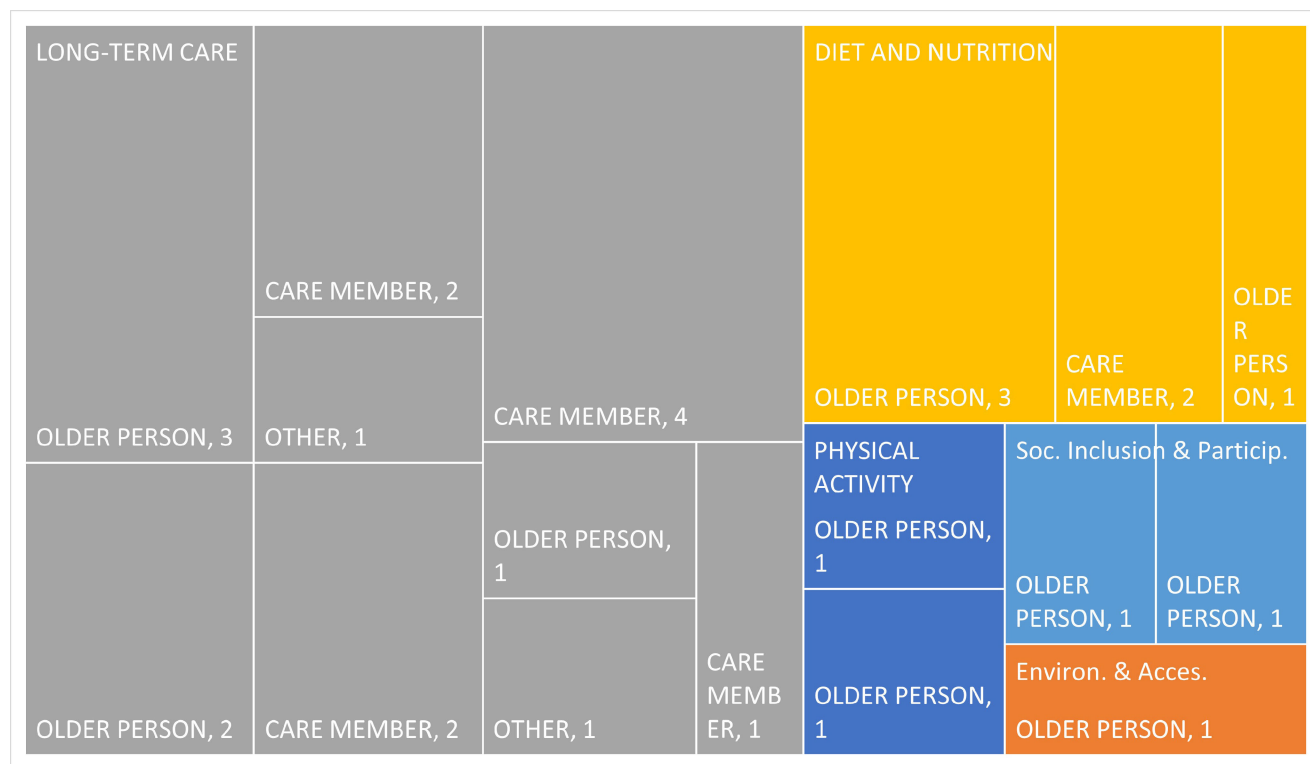 LONG-TERM CARE
OLDER PERSON, 3
OLDER PERSON, 2
CARE MEMBER, 2
OTHER, 1
CARE MEMBER, 2
CARE MEMBER, 4
OLDER PERSON,
1
OTHER, 1
CARE
MEMB
ER, 1
DIET AND NUTRITION
OLDER PERSON, 3
CARE
MEMBER, 2
OLDE
R
PERS
ON, 1
PHYSICAL
ACTIVITY
OLDER PERSON,
1
OLDER PERSON,
1
Soc. Inclusion & Particip.
OLDER
PERSON, 1
OLDER
PERSON, 1
Environ. & Acces.
OLDER PERSON, 1